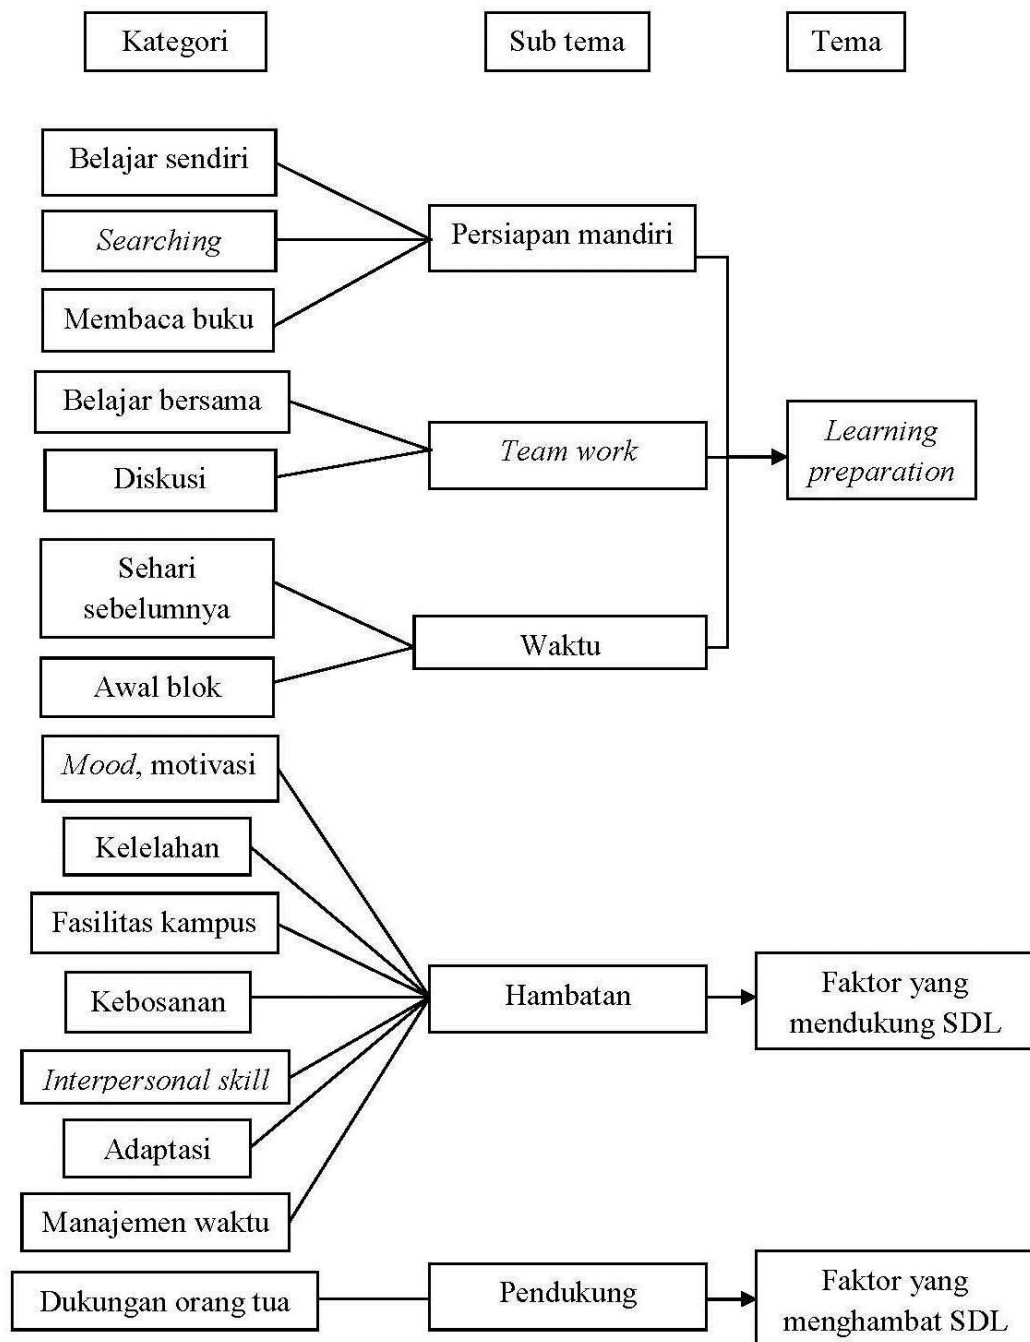 Kategori
Sub tema
Tema
Belajar sendiri
Searching
Membaca buku
Persiapan mandiri
Belajar bersama
Diskusi
Team work
Learning
preparation
Sehari
sebelumnya
Awal blok
Waktu
Mood, motivasi
Kelelahan
Fasilitas kampus
Kebosanan
Interpersonal skill
Adaptasi
Manajemen waktu
Hambatan
Faktor yang
mendukung SDL
Dukungan orang tua
Pendukung
Faktor yang
menghambat SDL